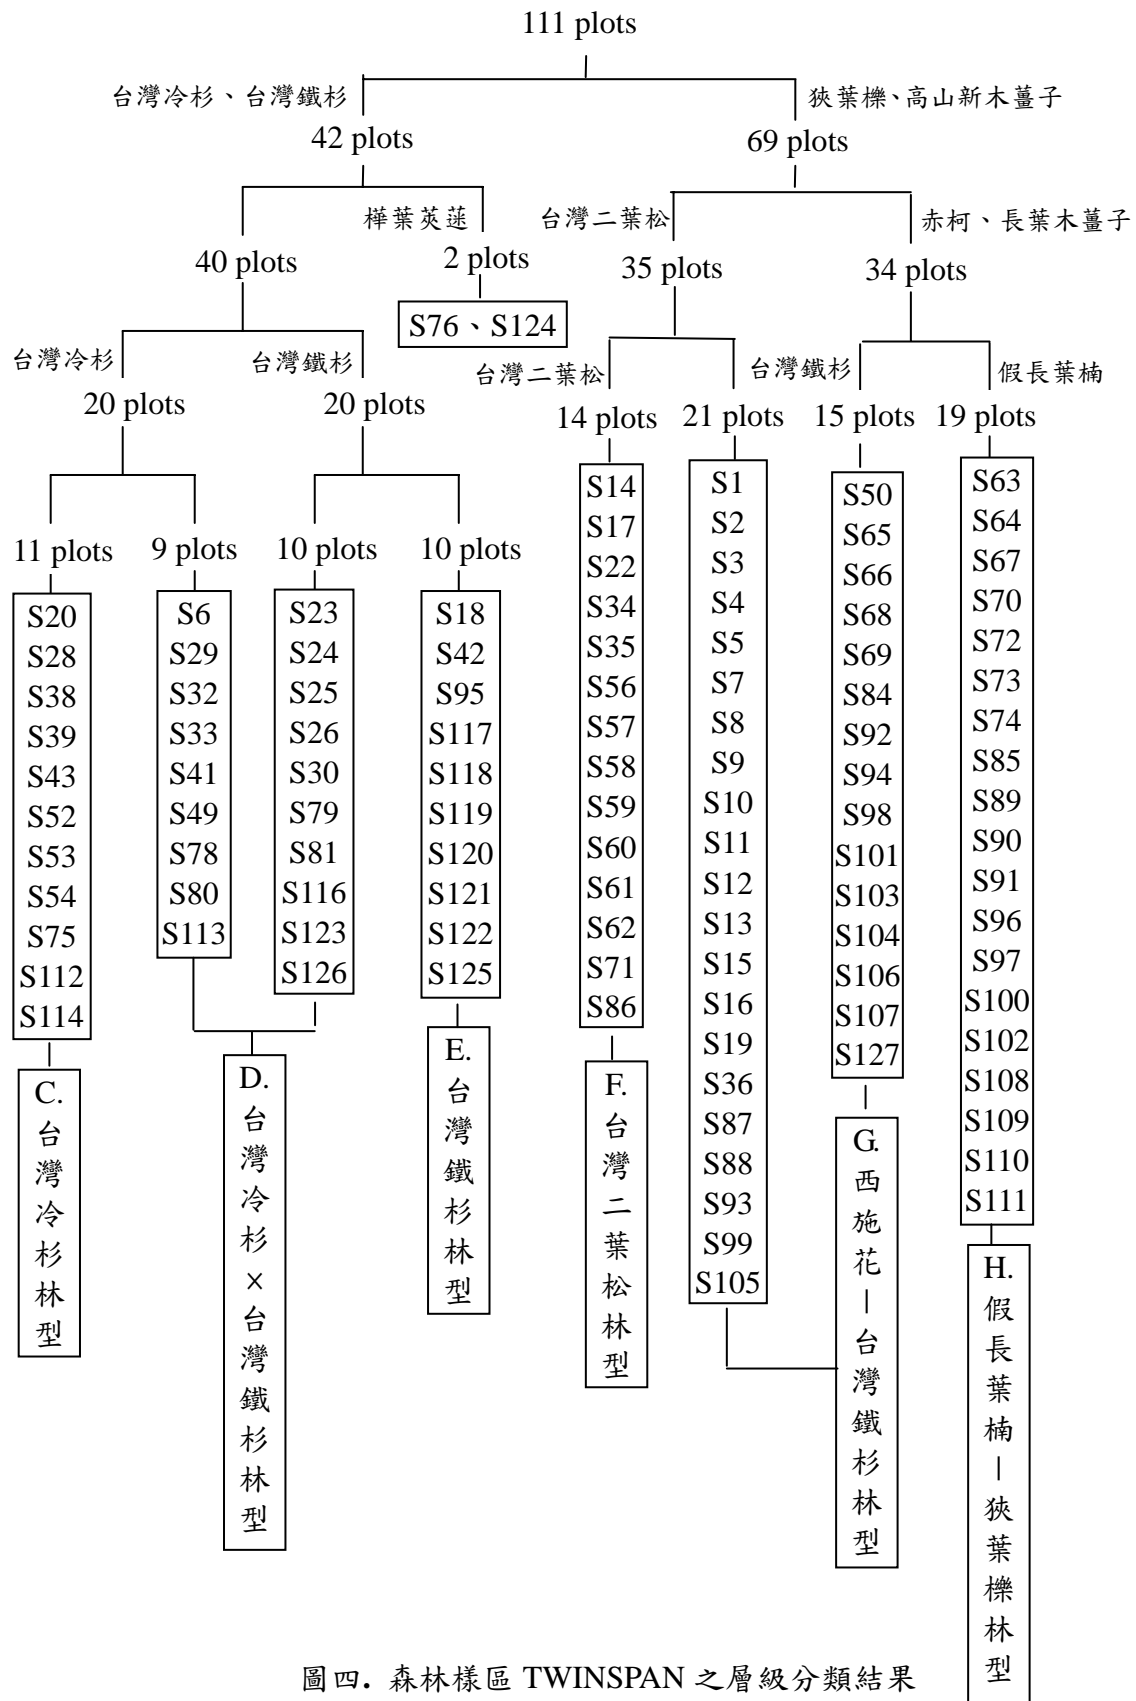 111 plots
台灣冷杉、台灣鐵杉
狹葉櫟、高山新木薑子
42 plots
69 plots
樺葉莢蒾
台灣二葉松
赤柯、長葉木薑子
40 plots
2 plots
35 plots
34 plots
S76、S124
台灣冷杉
台灣鐵杉
台灣二葉松
台灣鐵杉
假長葉楠
20 plots
20 plots
14 plots
21 plots
15 plots
19 plots
11 plots
9 plots
10 plots
10 plots
S20
S28
S38
S39
S43
S52
S53
S54
S75
S112
S114
C.台灣冷杉林型
S6
S29
S32
S33
S41
S49
S78
S80
S113
S23
S24
S25
S26
S30
S79
S81
S116
S123
S126
D.台灣冷杉×台灣鐵杉林型
S18
S42
S95
S117
S118
S119
S120
S121
S122
S125
E.台灣鐵杉林型
S14
S17
S22
S34
S35
S56
S57
S58
S59
S60
S61
S62
S71
S86
F.台灣二葉松林型
S1
S2
S3
S4
S5
S7
S8
S9
S10
S11
S12
S13
S15
S16
S19
S36
S87
S88
S93
S99
S105
S50
S65
S66
S68
S69
S84
S92
S94
S98
S101
S103
S104
S106
S107
S127
G.西施花—台灣鐵杉林型
S63
S64
S67
S70
S72
S73
S74
S85
S89
S90
S91
S96
S97
S100
S102
S108
S109
S110
S111
H.假長葉楠—狹葉櫟林型
圖四. 森林樣區 TWINSPAN 之層級分類結果